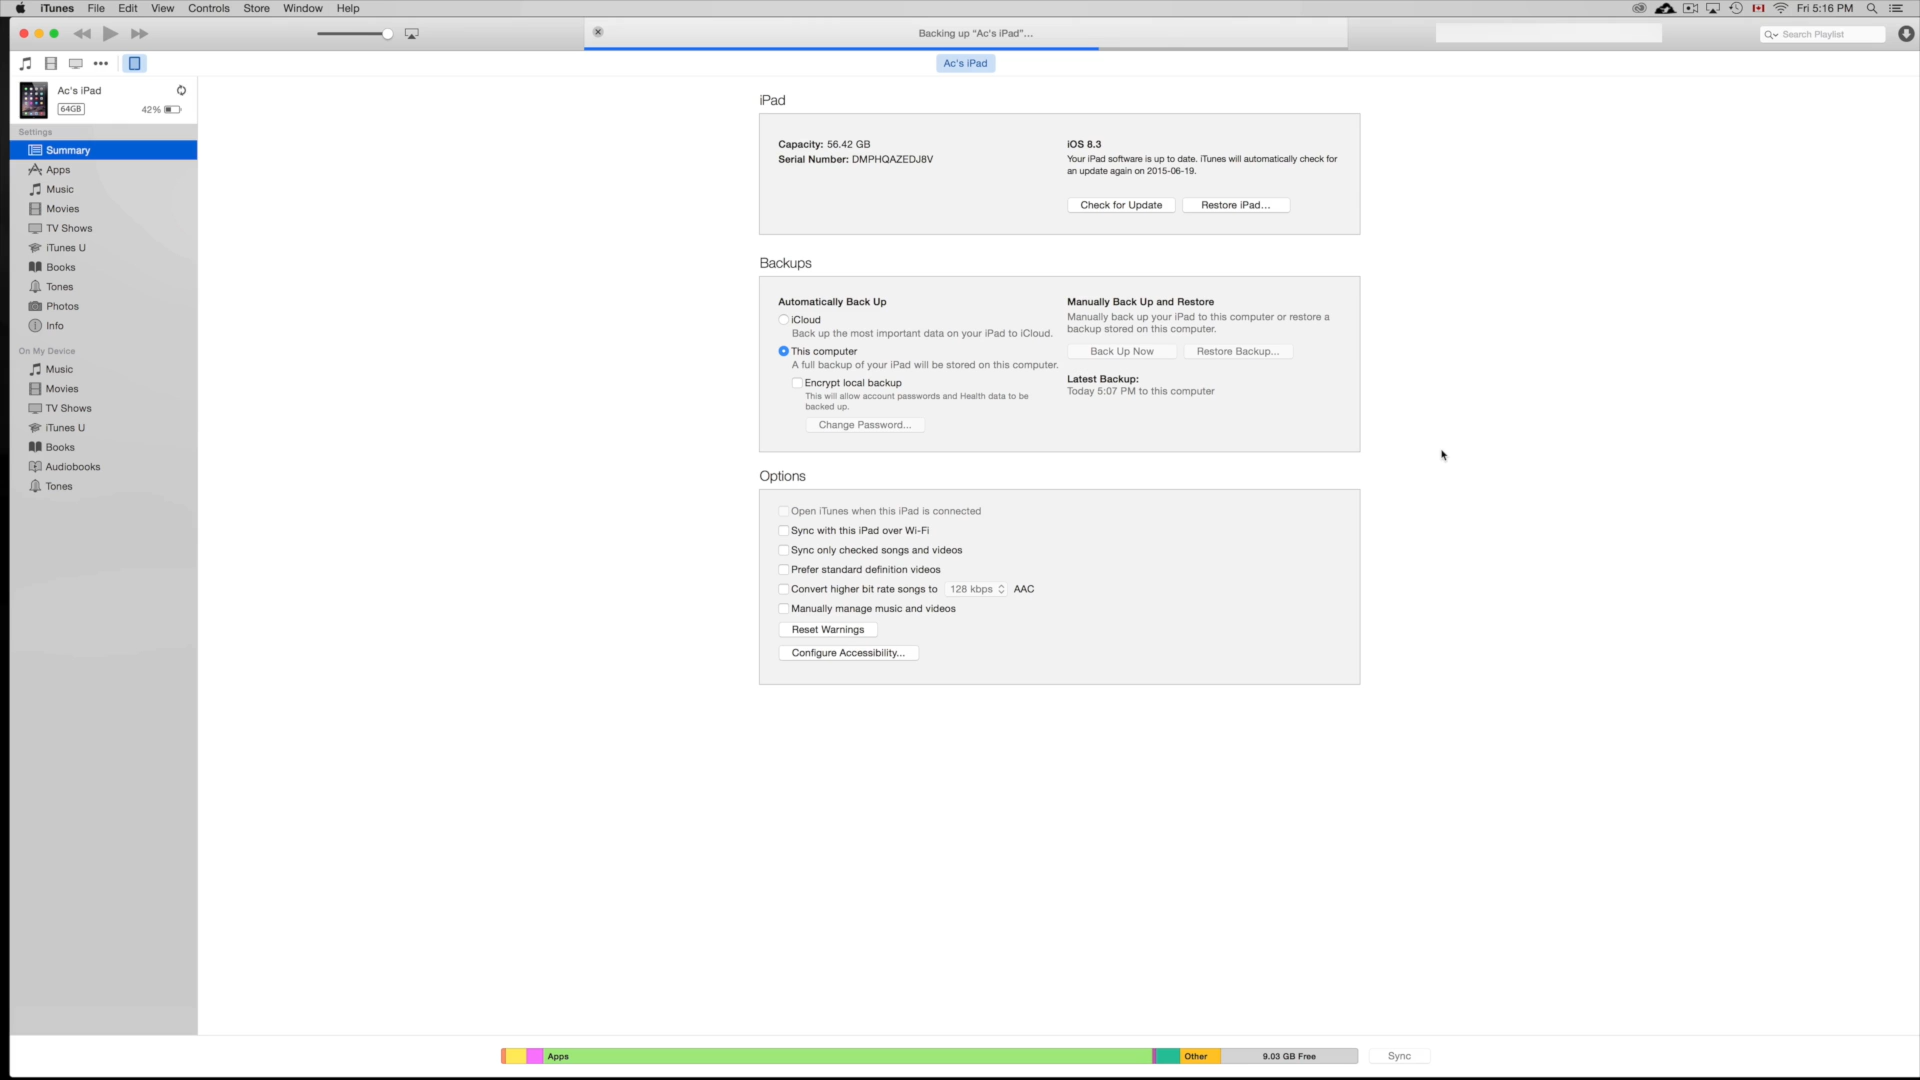 iTunes File Edit View Controls Store Window Help Fri 5:16 PM
Backing up “Ac's iPad”...
Search Playlist
Ac's iPad
Ac's iPad
64GB 42%
Settings
Summary
Apps
Music
Movies
TV Shows
iTunes U
Books
Tones
Photos
Info
On My Device
Music
Movies
TV Shows
iTunes U
Books
Audiobooks
Tones
iPad
Capacity: 56.42 GB
Serial Number: DMPHQAZEDJ8V
iOS 8.3
Your iPad software is up to date. iTunes will automatically check for
an update again on 2015-06-19.
Check for Update Restore iPad...
Backups
Automatically Back Up
iCloud
Back up the most important data on your iPad to iCloud.
This computer
A full backup of your iPad will be stored on this computer.
Encrypt local backup
This will allow account passwords and Health data to be
backed up.
Change Password...
Manually Back Up and Restore
Manually back up your iPad to this computer or restore a
backup stored on this computer.
Back Up Now Restore Backup...
Latest Backup:
Today 5:07 PM to this computer
Options
Open iTunes when this iPad is connected
Sync with this iPad over Wi-Fi
Sync only checked songs and videos
Prefer standard definition videos
Convert higher bit rate songs to 128 kbps AAC
Manually manage music and videos
Reset Warnings
Configure Accessibility...
Apps Other 9.03 GB Free Sync